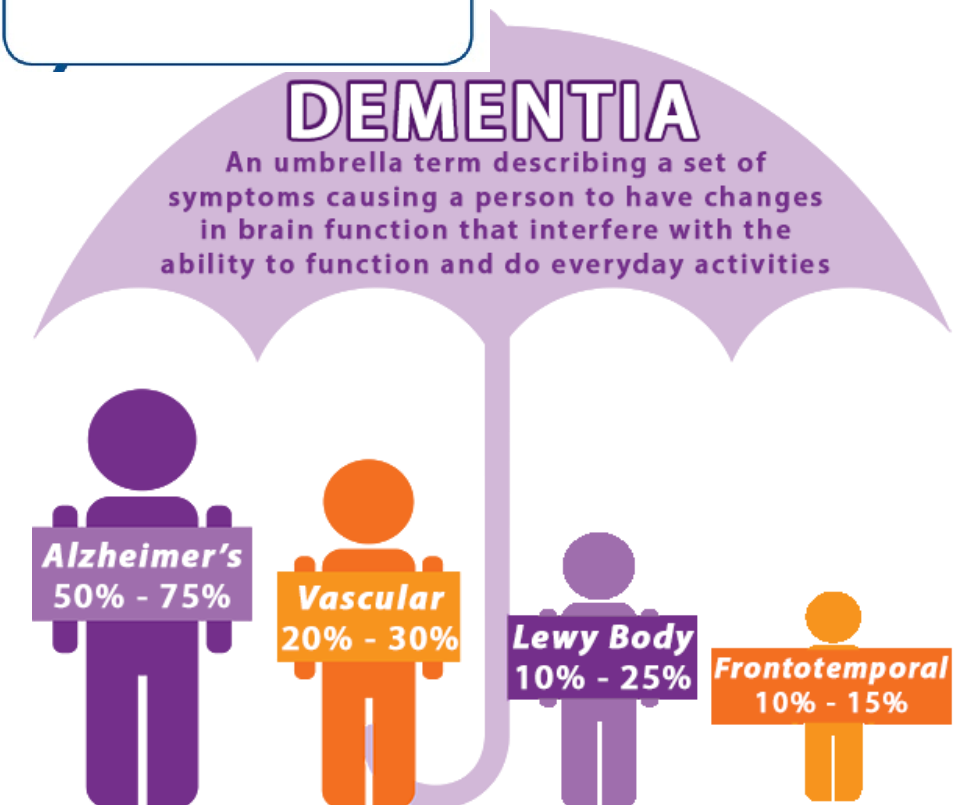 DEMENTIA
An umbrella term describing a set of
symptoms causing a person to have changes
in brain function that interfere with the
ability to function and do everyday activities
Alzheimer's
50% - 75%
Vascular
20% - 30%
Lewy Body
10% - 25%
Frontotemporal
10% - 15%